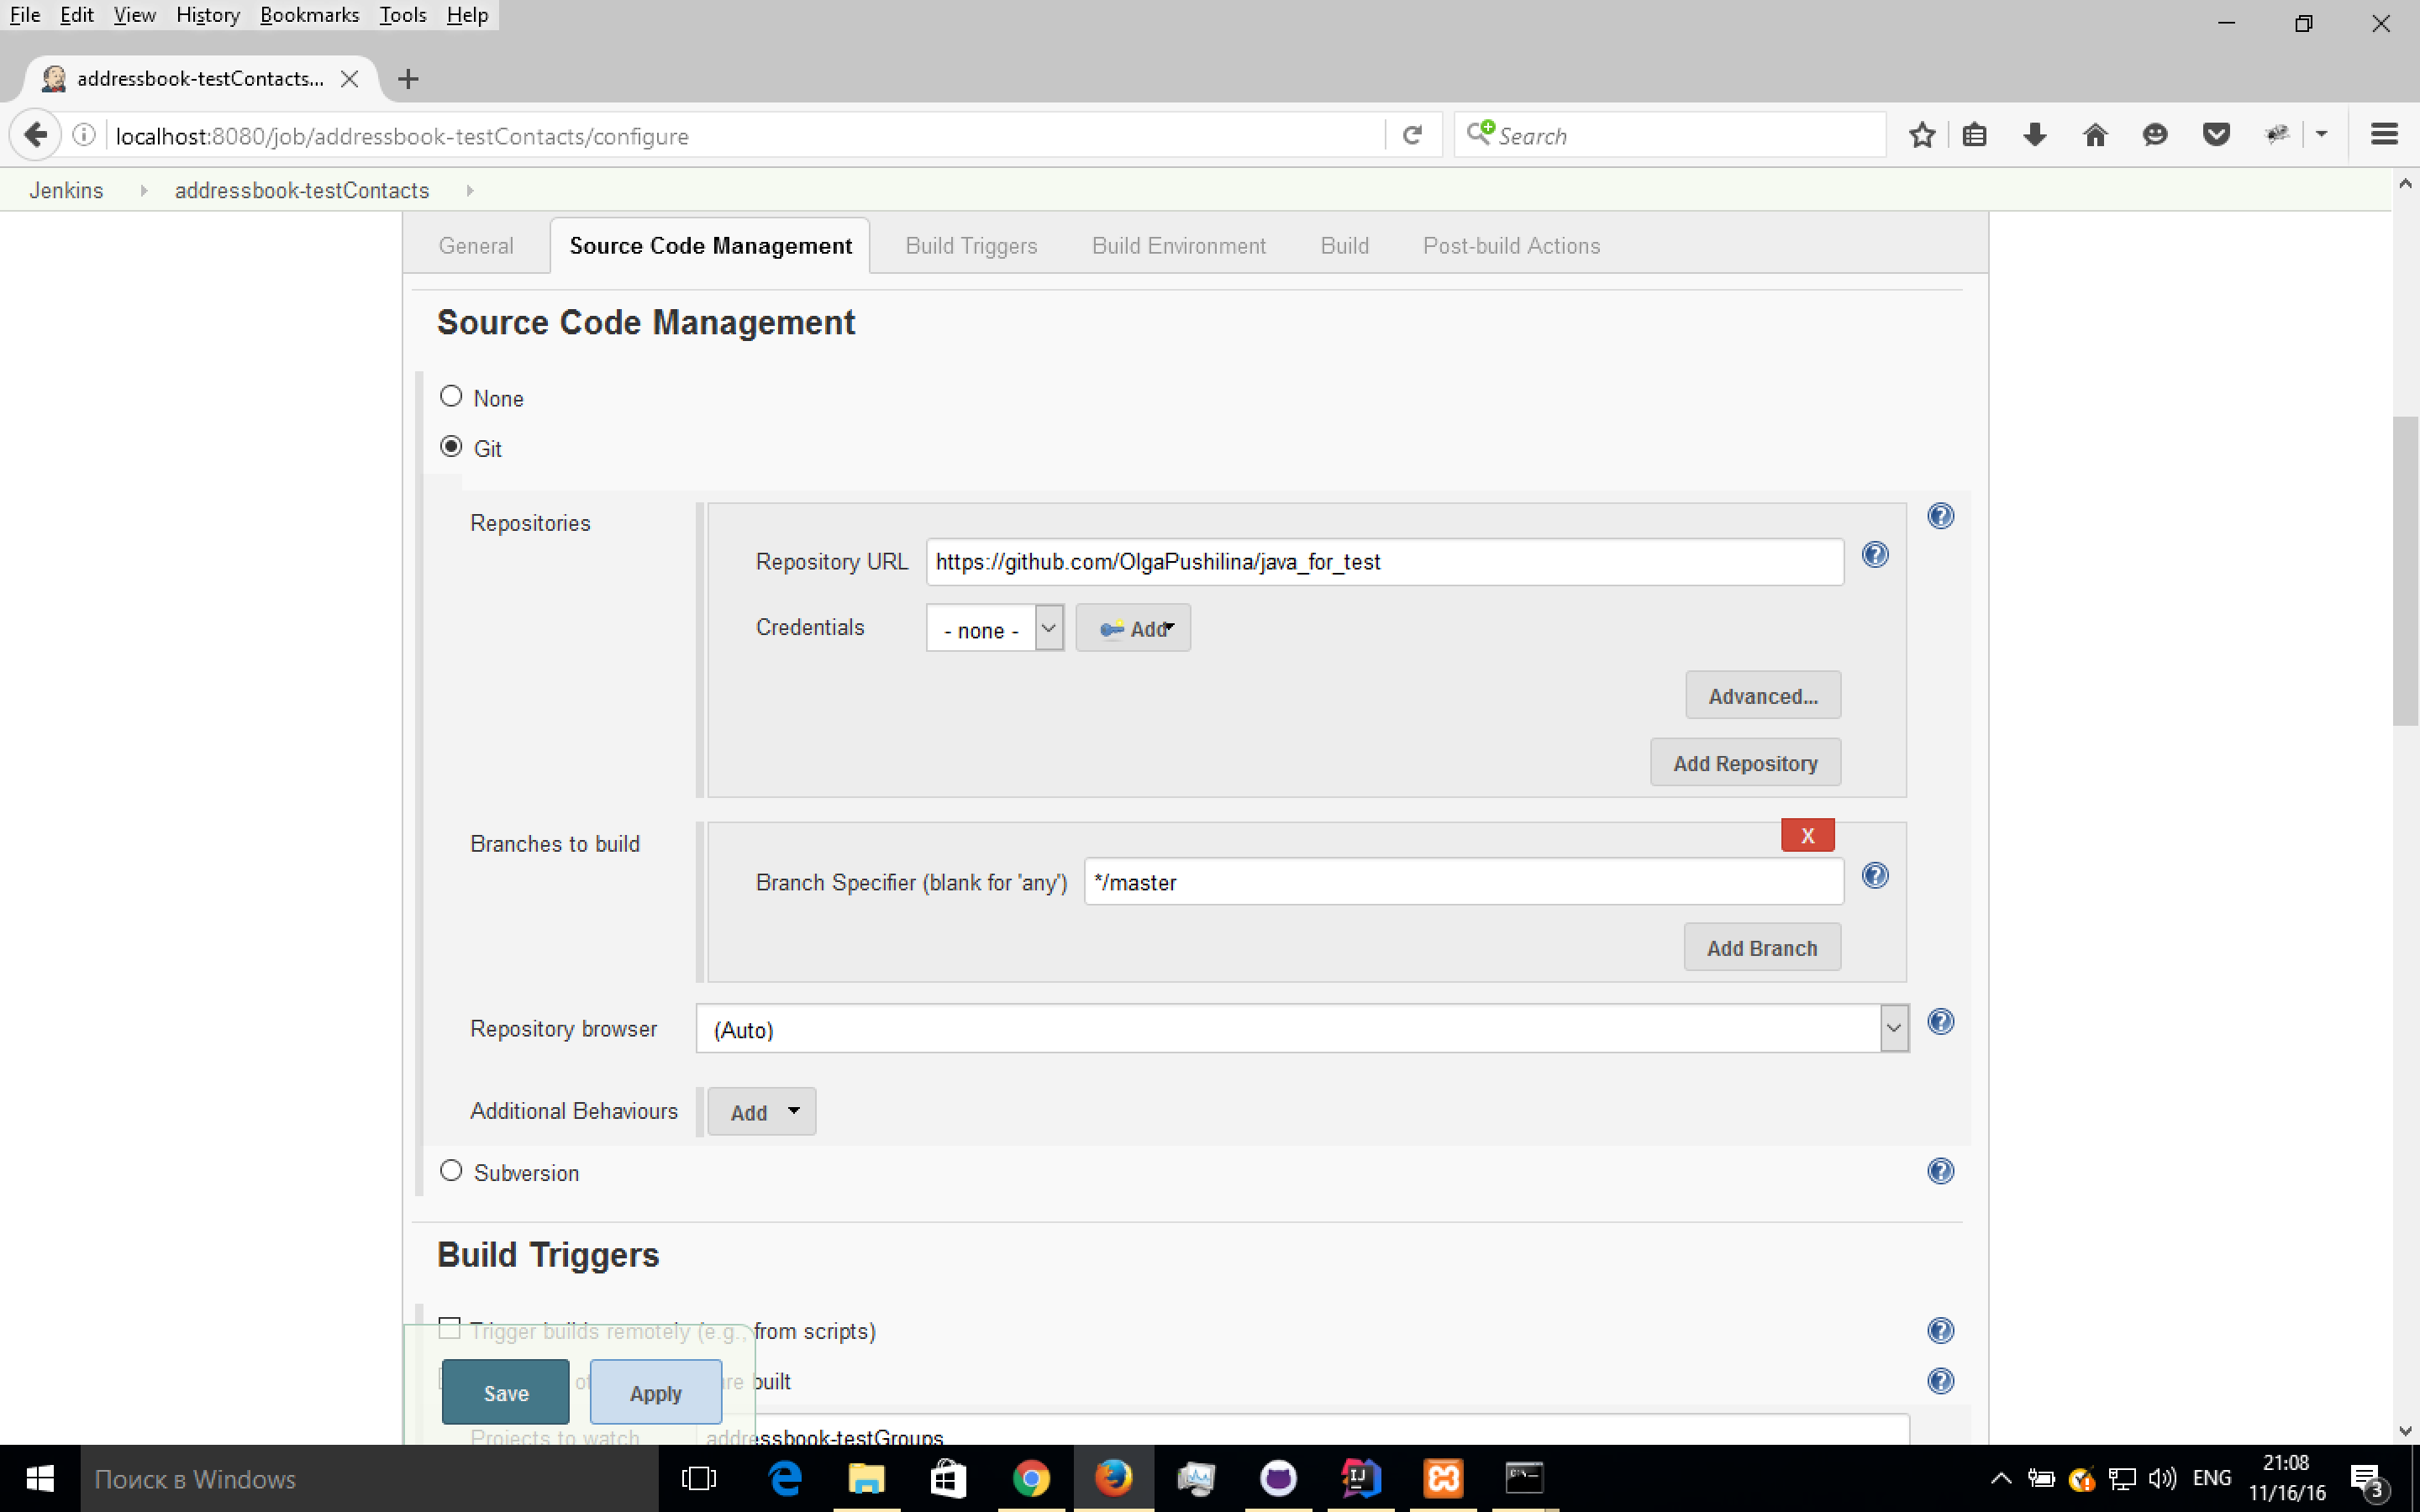 File Edit View History Bookmarks Tools Help
addressbook-testContacts...
localhost:8080/job/addressbook-testContacts/configure
Search
Jenkins addressbook-testContacts
General Source Code Management Build Triggers Build Environment Build Post-build Actions
Source Code Management
None
Git
Repositories
Repository URL https://github.com/OlgaPushilina/java_for_test
Credentials - none - Add
Advanced...
Add Repository
Branches to build X
Branch Specifier (blank for 'any') */master
Add Branch
Repository browser (Auto)
Additional Behaviours Add
Subversion
Build Triggers
Trigger builds remotely (e.g., from scripts)
Save Apply built
Projects to watch addressbook-testGroups
Поиск в Windows
ENG
21:08
11/16/16
3